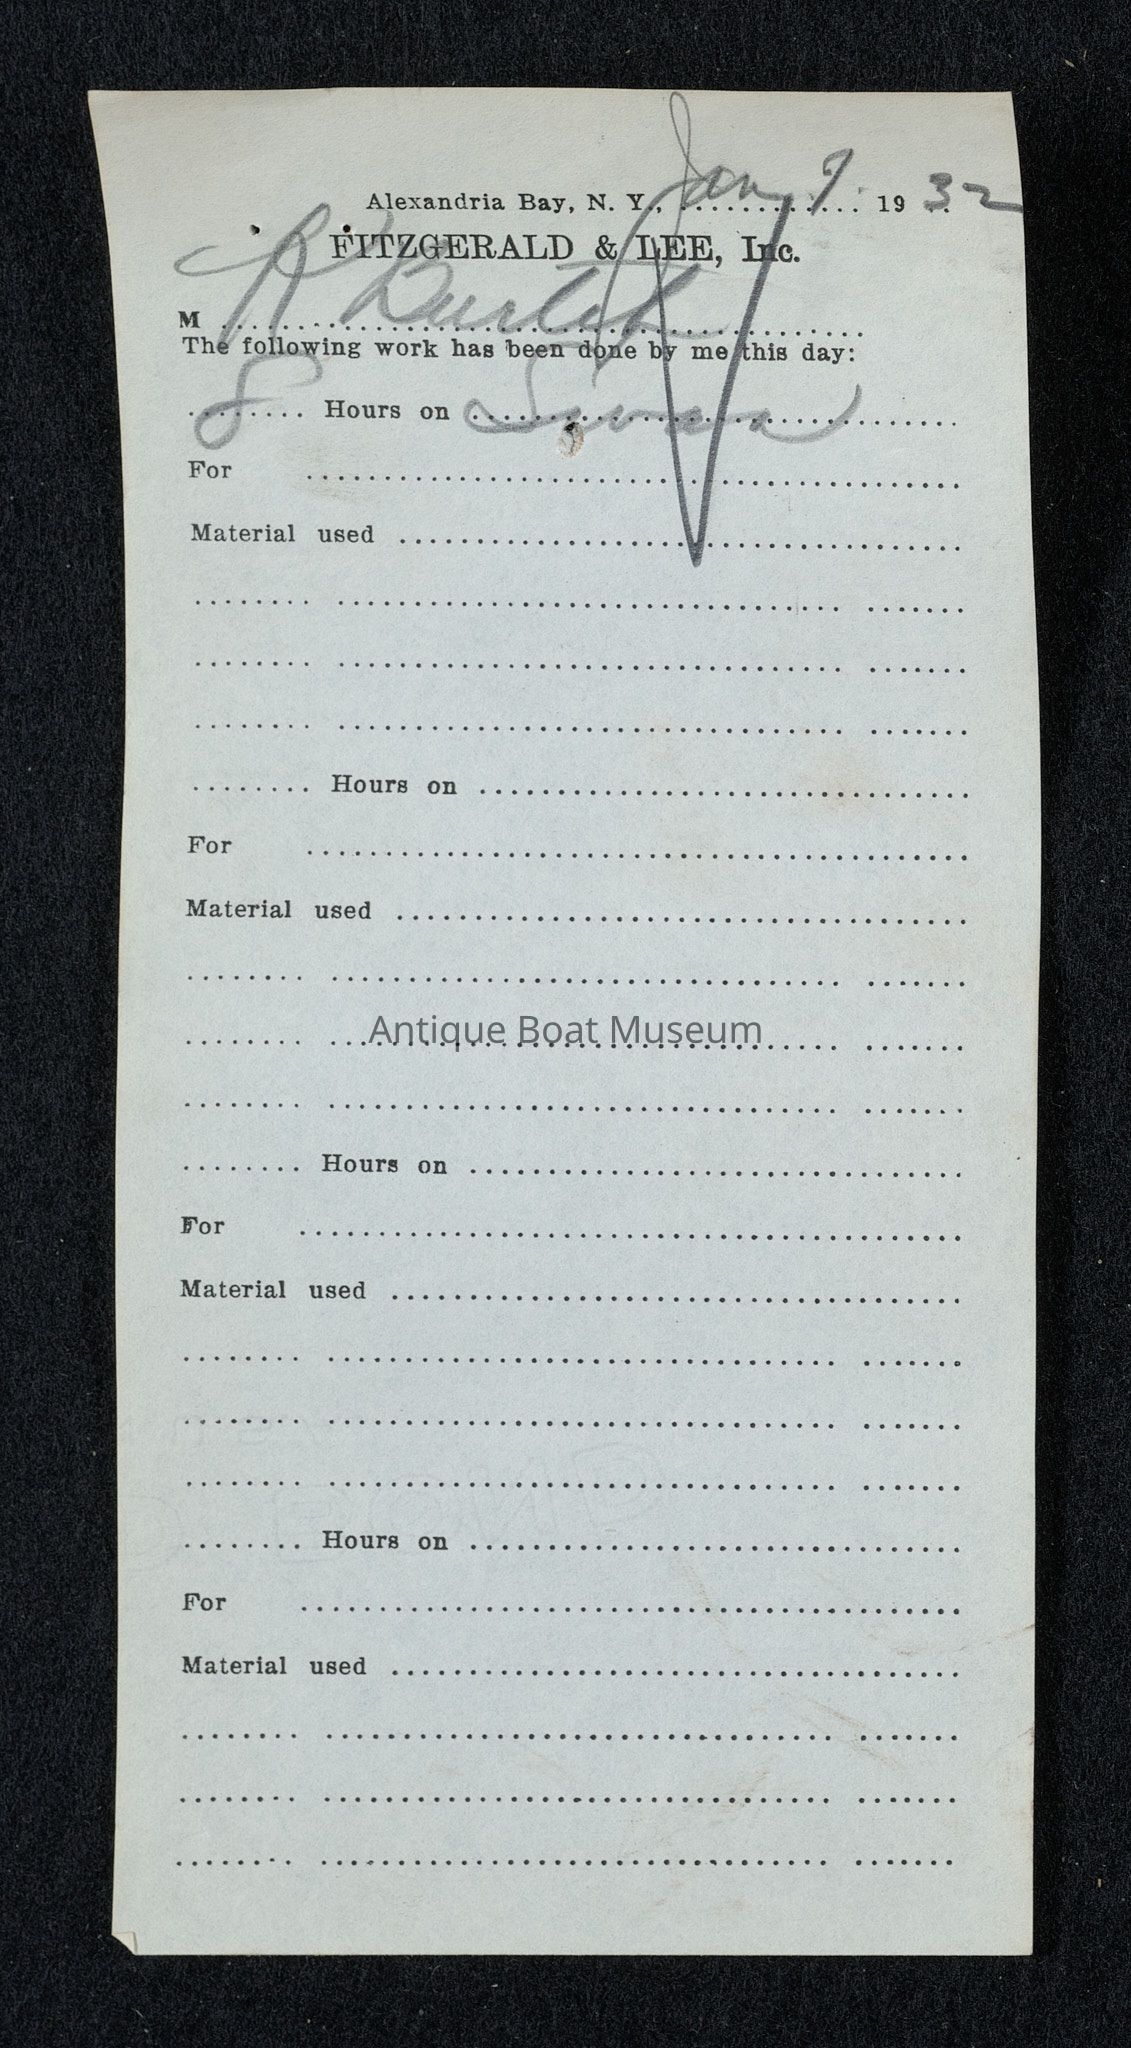 Alexandria Bay, N. Y., Jan 9 1932
FITZGERALD & LEE, Inc.
M R
The following work has been done by me this day:
8 Hours on
For
Material used
Hours on
For
Material used
Antique Boat Museum
Hours on
For
Material used
Hours on
For
Material used